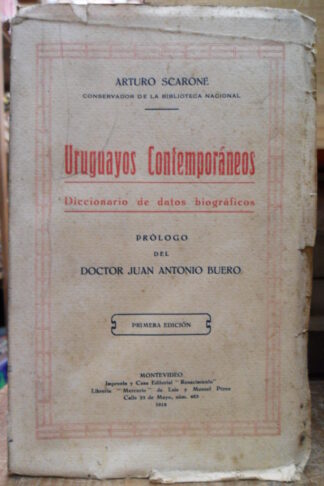 ARTURO SCARONE
CONSERVADOR DE LA BIBLIOTECA NACIONAL
Uruguayos Contemporáneos
Diccionario de datos biográficos
PRÓLOGO
DEL
DOCTOR JUAN ANTONIO BUERO
PRIMERA EDICIÓN
MONTEVIDEO
Imprenta y Casa Editorial "Renacimiento"
Librería "Mercurio" de Luis y Manuel Pérez
Calle 25 de Mayo, núm. 483
1918